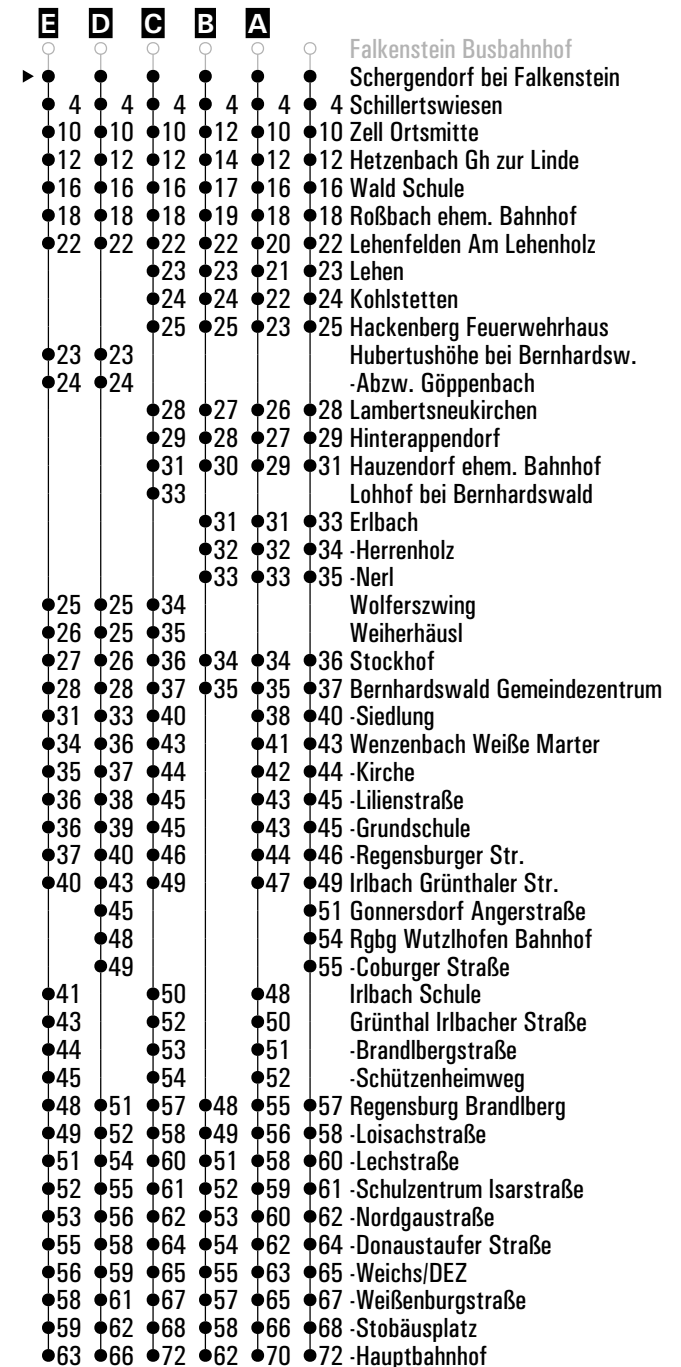 E D C B A
Falkenstein Busbahnhof
Schergendorf bei Falkenstein
4 4 4 4 4 4 Schillertswiesen
10 10 10 12 10 10 Zell Ortsmitte
12 12 12 14 12 12 Hetzenbach Gh zur Linde
16 16 16 17 16 16 Wald Schule
18 18 18 19 18 18 Roßbach ehem. Bahnhof
22 22 22 22 20 22 Lehenfelden Am Lehenholz
23 23 21 23 Lehen
24 24 22 24 Kohlstetten
25 25 23 25 Hackenberg Feuerwehrhaus
23 23 Hubertushöhe bei Bernhardsw.
24 24 -Abzw. Göppenbach
28 27 26 28 Lambertsneukirchen
29 28 27 29 Hinterappendorf
31 30 29 31 Hauzendorf ehem. Bahnhof
33 Lohhof bei Bernhardswald
31 31 33 Erlbach
32 32 34 -Herrenholz
33 33 35 -Nerl
25 25 34 Wolferszwing
26 25 35 Weiherhäusl
27 26 36 34 34 36 Stockhof
28 28 37 35 35 37 Bernhardswald Gemeindezentrum
31 33 40 38 40 -Siedlung
34 36 43 41 43 Wenzenbach Weiße Marter
35 37 44 42 44 -Kirche
36 38 45 43 45 -Lilienstraße
36 39 45 43 45 -Grundschule
37 40 46 44 46 -Regensburger Str.
40 43 49 47 49 Irlbach Grünthaler Str.
45 51 Gonnersdorf Angerstraße
48 54 Rgbg Wutzlhofen Bahnhof
49 55 -Coburger Straße
41 50 48 Irlbach Schule
43 52 50 Grünthal Irlbacher Straße
44 53 51 -Brandlbergstraße
45 54 52 -Schützenheimweg
48 51 57 48 55 57 Regensburg Brandlberg
49 52 58 49 56 58 -Loisachstraße
51 54 60 51 58 60 -Lechstraße
52 55 61 52 59 61 -Schulzentrum Isarstraße
53 56 62 53 60 62 -Nordgaustraße
55 58 64 54 62 64 -Donaustaufer Straße
56 59 65 55 63 65 -Weichs/DEZ
58 61 67 57 65 67 -Weißenburgstraße
59 62 68 58 66 68 -Stobäusplatz
63 66 72 62 70 72 -Hauptbahnhof